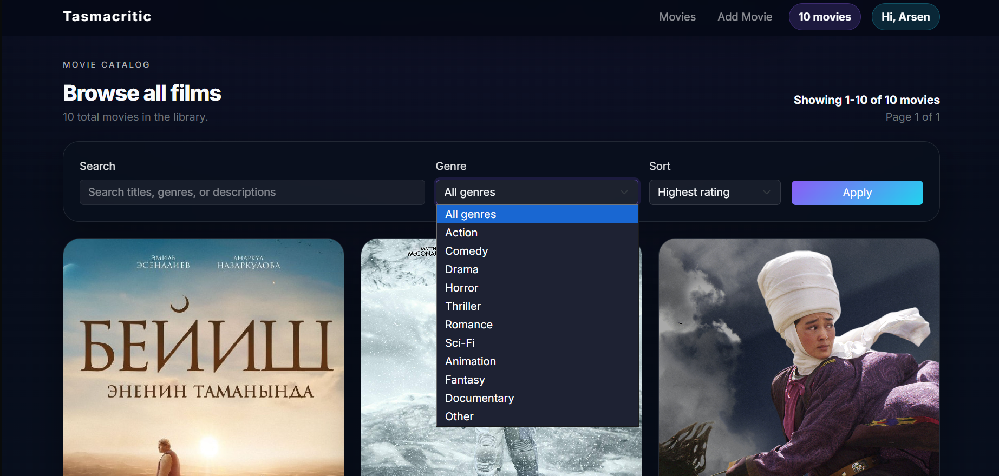 Tasmacritic
Movies
Add Movie
10 movies
Hi, Arsen
MOVIE CATALOG
Browse all films
10 total movies in the library.
Showing 1-10 of 10 movies
Page 1 of 1
Search
Search titles, genres, or descriptions
Genre
All genres
Sort
Highest rating
Apply
All genres
Action
Comedy
Drama
Horror
Thriller
Romance
Sci-Fi
Animation
Fantasy
Documentary
Other
ЭМИЛЬ
ЭСЕНАЛИЕВ
АНАРКУЛ
НАЗАРКУЛОВА
БЕЙИШ
ЭНЕНИН ТАМАНЫНДА